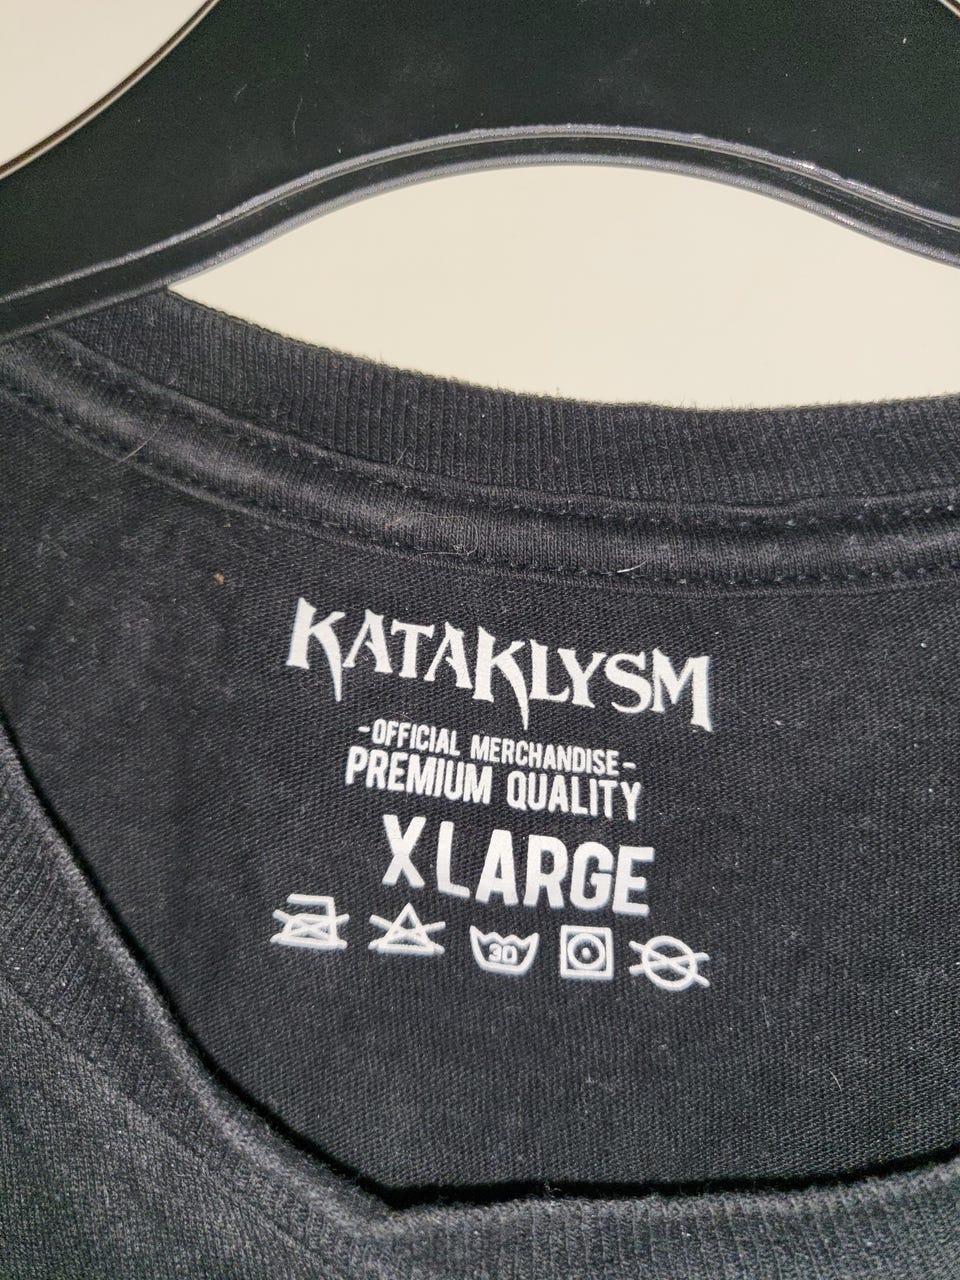 KATAKLYSM
-OFFICIAL MERCHANDISE-
PREMIUM QUALITY
XLARGE
30